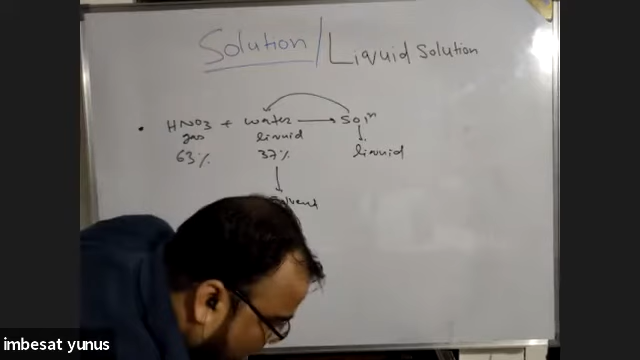 Solution / Liquid Solution
• HNO3 + water → Soln
gas liquid
63% 37% liquid
Solvent
imbesat yunus